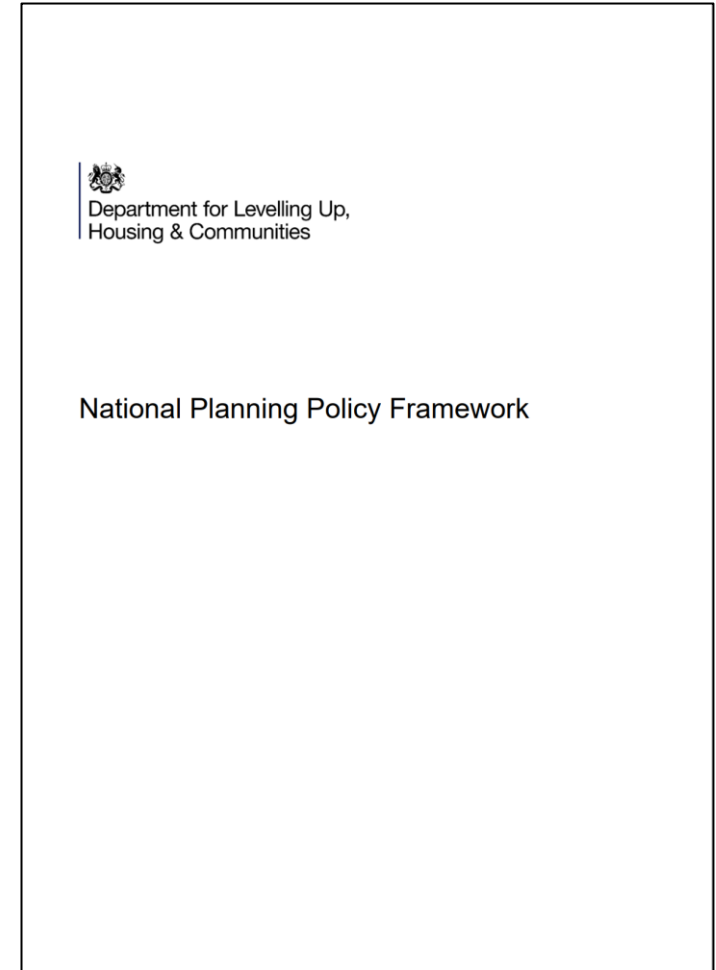 Department for Levelling Up,
Housing & Communities
National Planning Policy Framework